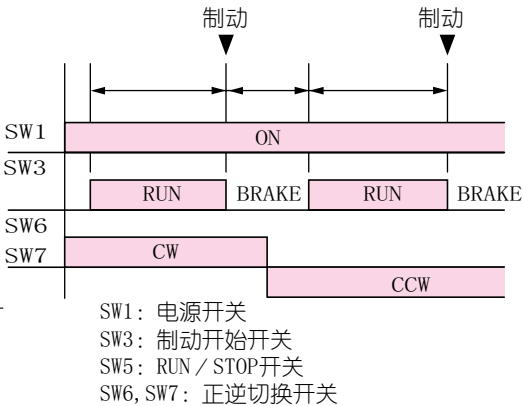 制动 制动
SW1 ON
SW3
RUN BRAKE RUN BRAKE
SW6
SW7 CW
CCW
SW1: 电源开关
SW3: 制动开始开关
SW5: RUN/STOP开关
SW6,SW7: 正逆切换开关